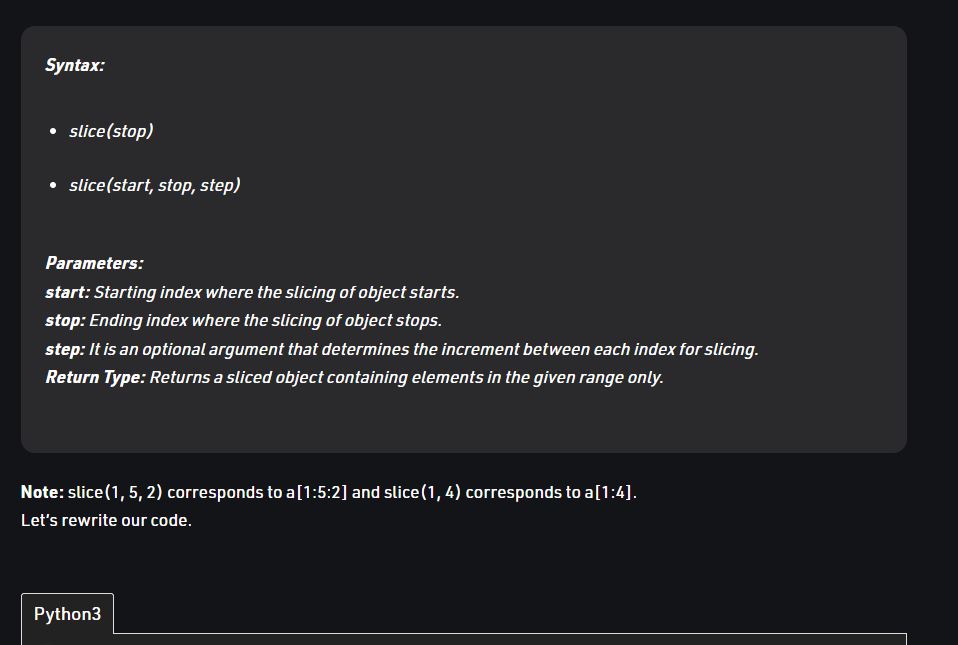 Syntax:
• slice(stop)
• slice(start, stop, step)
Parameters:
start: Starting index where the slicing of object starts.
stop: Ending index where the slicing of object stops.
step: It is an optional argument that determines the increment between each index for slicing.
Return Type: Returns a sliced object containing elements in the given range only.
Note: slice(1, 5, 2) corresponds to a[1:5:2] and slice(1, 4) corresponds to a[1:4].
Let’s rewrite our code.
Python3